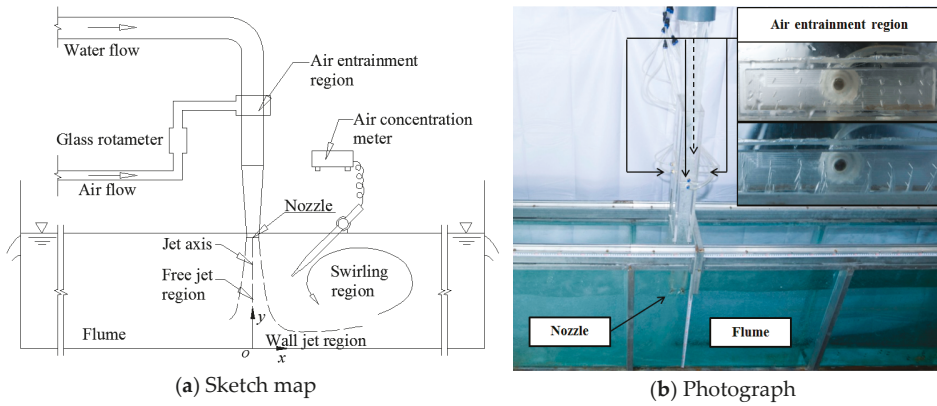 Water flow
Air entrainment
region
Glass rotameter
Air concentration
meter
Air flow
Nozzle
Jet axis
Free jet
region
Swirling
region
y
Flume
o
x
Wall jet region
(a) Sketch map
Air entrainment region
Nozzle
Flume
(b) Photograph